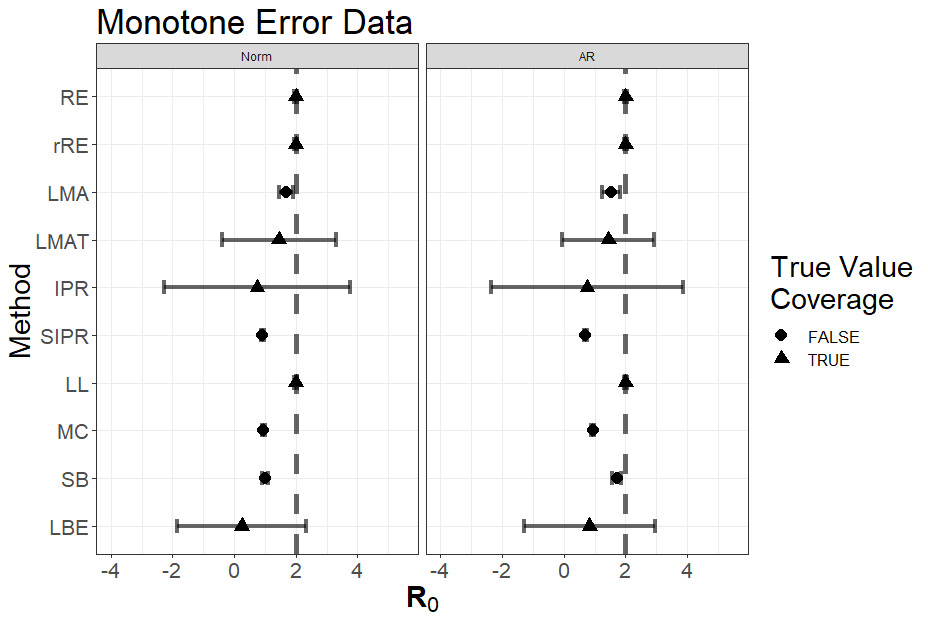 Monotone Error Data
Norm
AR
Method
RE
rRE
LMA
LMAT
IPR
SIPR
LL
MC
SB
LBE
-4 -2 0 2 4
-4 -2 0 2 4
R₀
True Value
Coverage
FALSE
TRUE